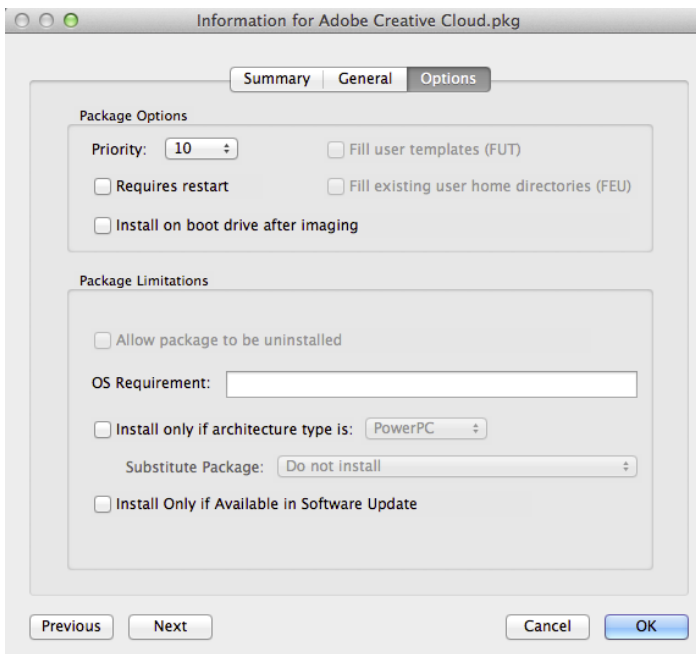 Information for Adobe Creative Cloud.pkg
Summary General Options
Package Options
Priority: 10 Fill user templates (FUT)
Requires restart Fill existing user home directories (FEU)
Install on boot drive after imaging
Package Limitations
Allow package to be uninstalled
OS Requirement:
Install only if architecture type is: PowerPC
Substitute Package: Do not install
Install Only if Available in Software Update
Previous Next Cancel OK